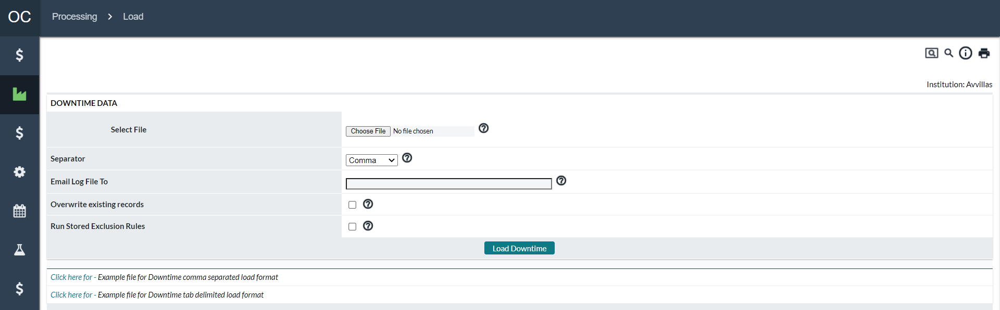 OC Processing Load
Institution: Avvillas
DOWNTIME DATA
Select File Choose File No file chosen
Separator Comma
Email Log File To
Overwrite existing records
Run Stored Exclusion Rules
Load Downtime
Click here for - Example file for Downtime comma separated load format
Click here for - Example file for Downtime tab delimited load format